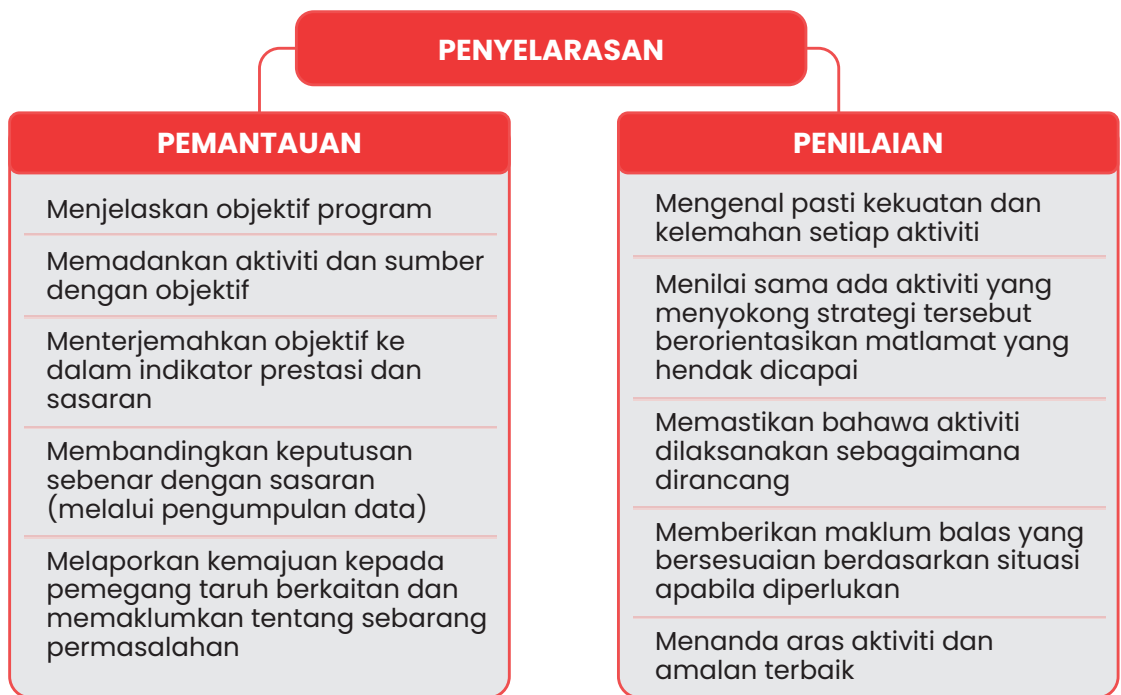 PENYELARASAN
PEMANTAUAN
Menjelaskan objektif program
Memadankan aktiviti dan sumber
dengan objektif
Menterjemahkan objektif ke
dalam indikator prestasi dan
sasaran
Membandingkan keputusan
sebenar dengan sasaran
(melalui pengumpulan data)
Melaporkan kemajuan kepada
pemegang taruh berkaitan dan
memaklumkan tentang sebarang
permasalahan
PENILAIAN
Mengenal pasti kekuatan dan
kelemahan setiap aktiviti
Menilai sama ada aktiviti yang
menyokong strategi tersebut
berorientasikan matlamat yang
hendak dicapai
Memastikan bahawa aktiviti
dilaksanakan sebagaimana
dirancang
Memberikan maklum balas yang
bersesuaian berdasarkan situasi
apabila diperlukan
Menanda aras aktiviti dan
amalan terbaik